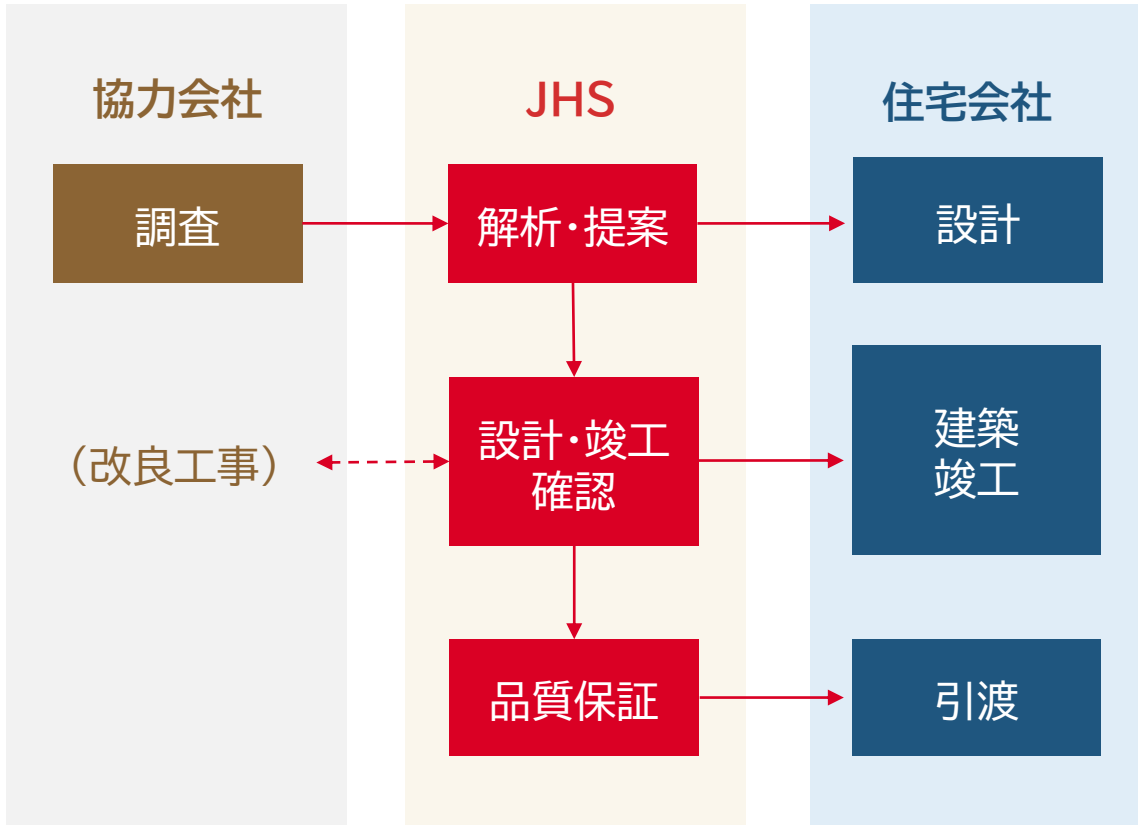 協力会社
JHS
住宅会社
調査
解析・提案
設計
（改良工事）
設計・竣工
確認
建築
竣工
品質保証
引渡